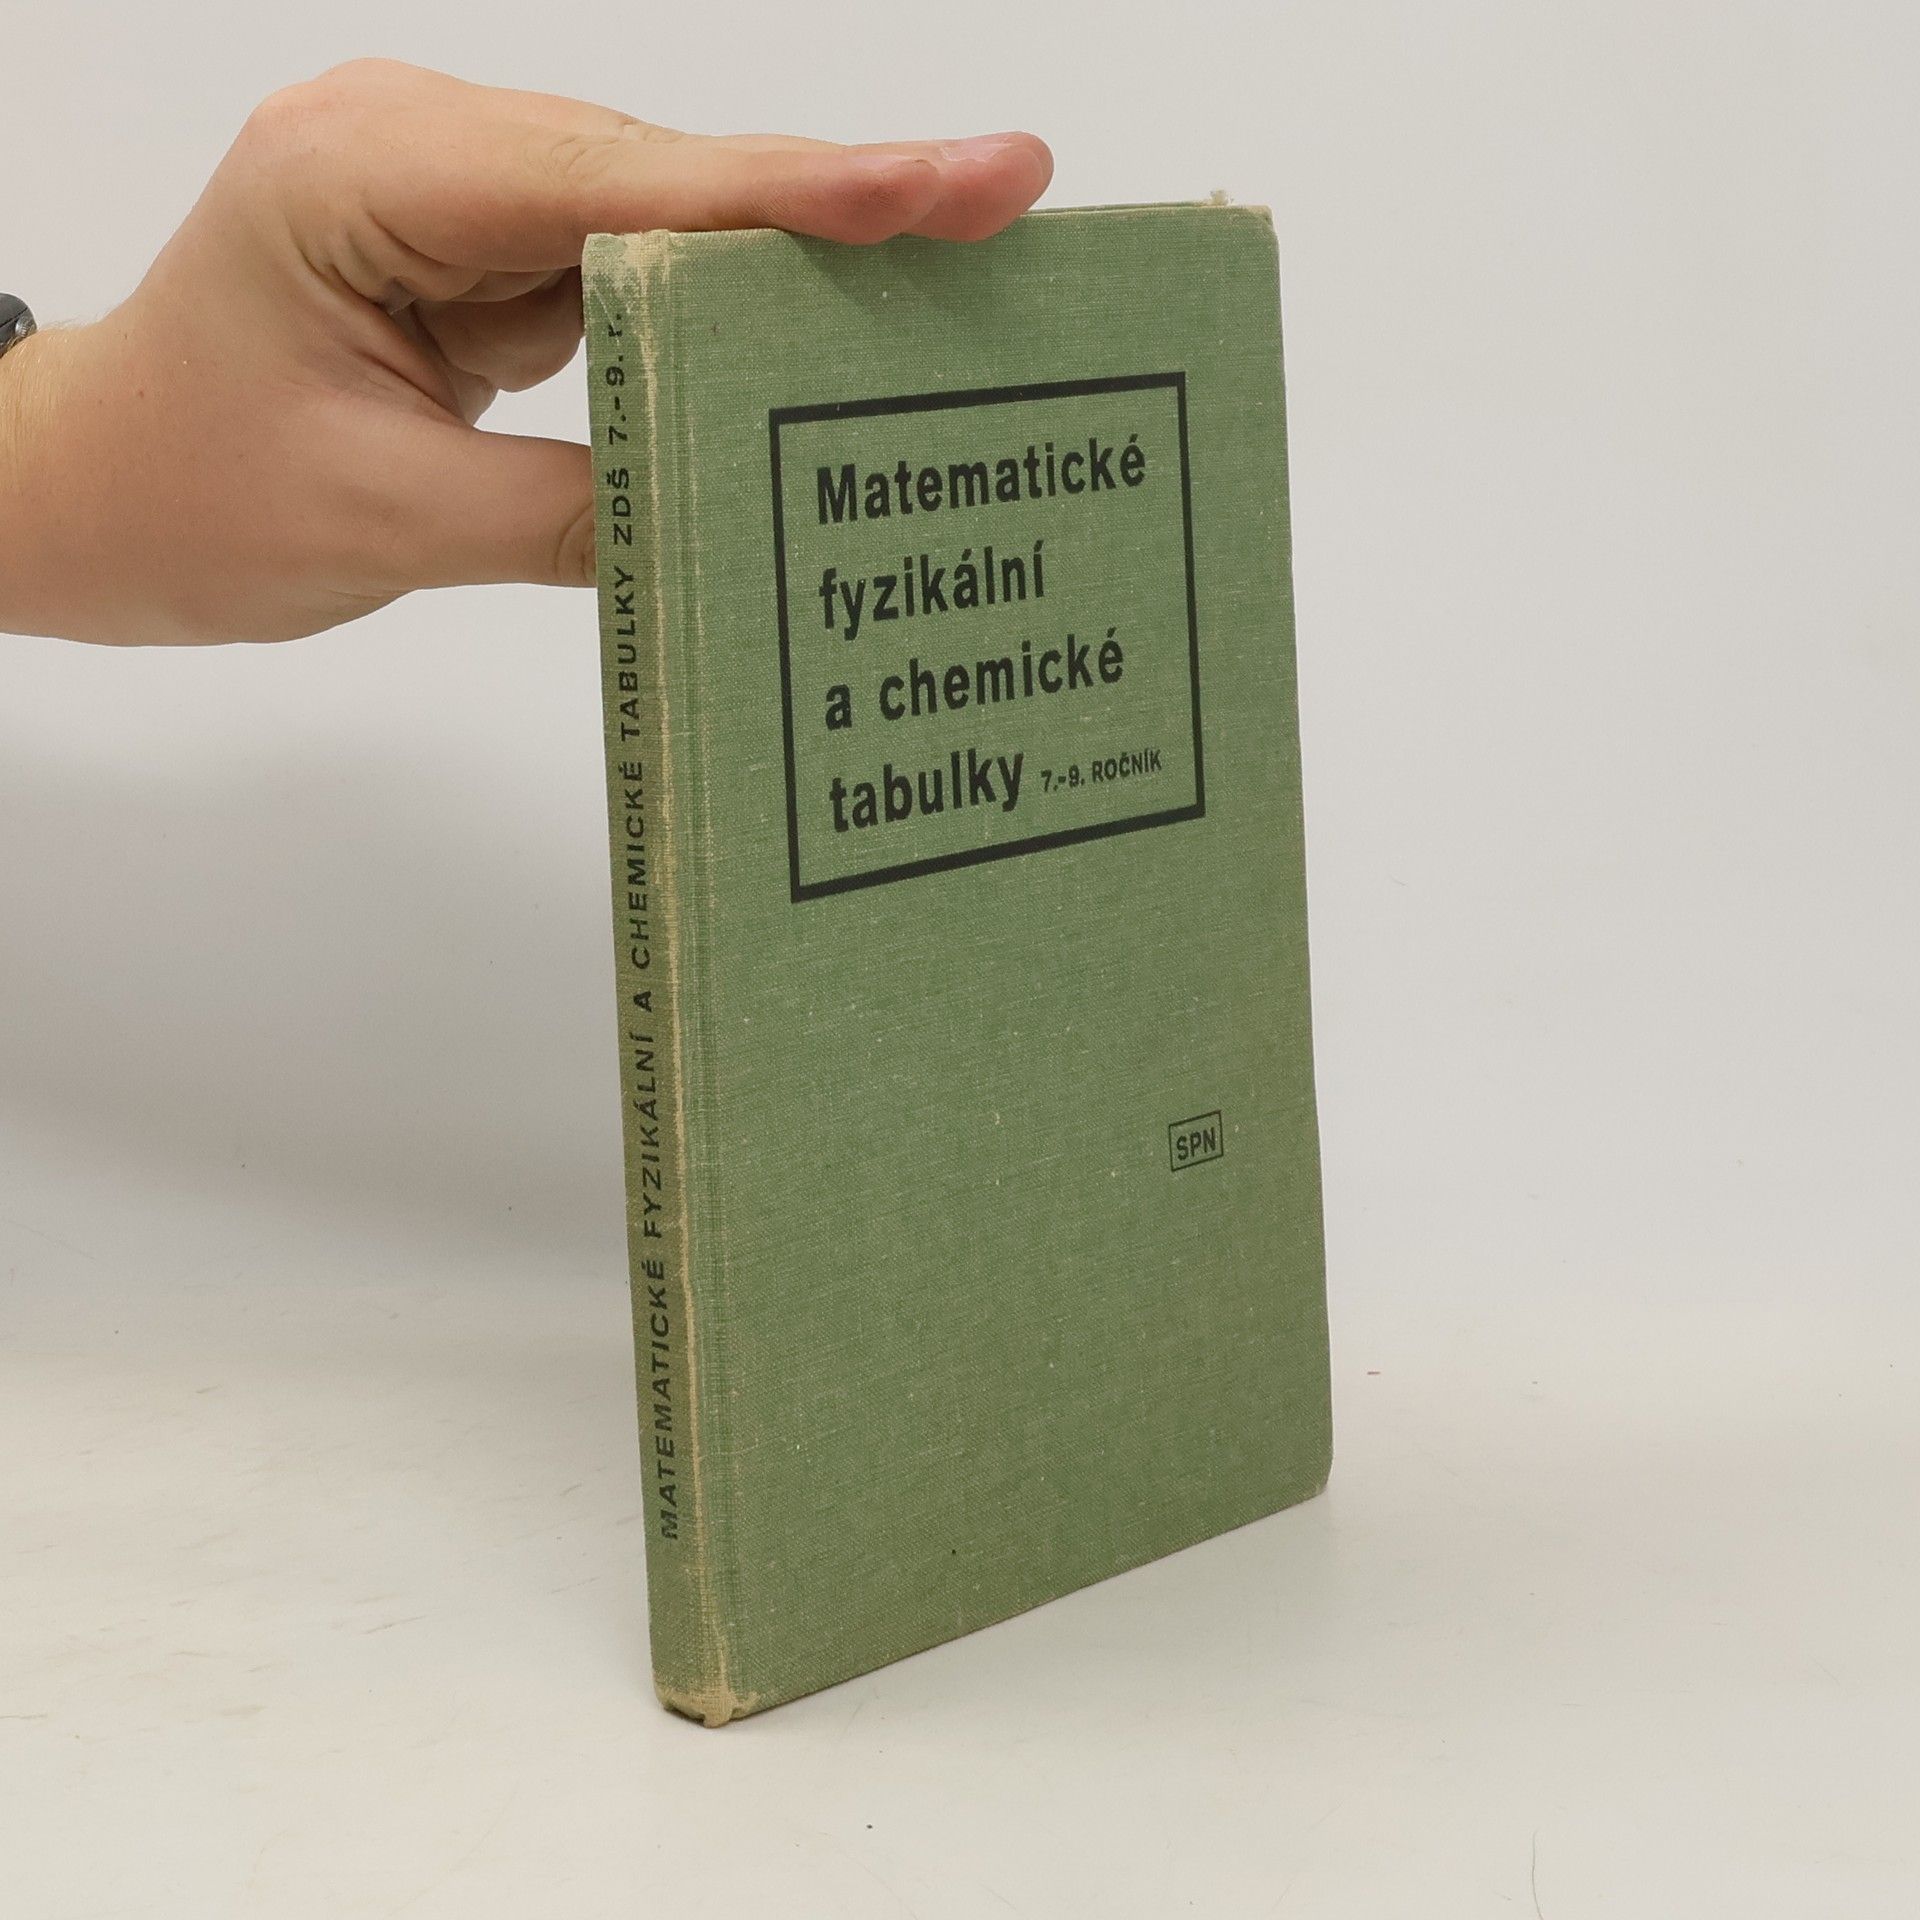 Matematické
fyzikální
a chemické
tabulky 7.-9. ROČNÍK
SPN
MATEMATICKÉ FYZIKÁLNÍ A CHEMICKÉ TABULKY ZDŠ 7.-9. r.